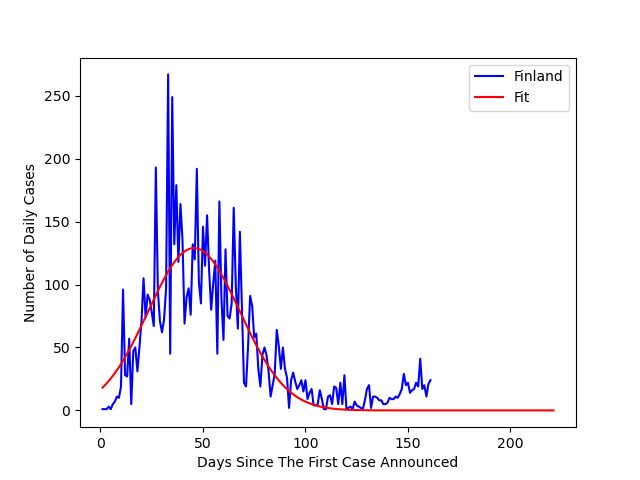 Finland
Fit
250
200
150
100
50
0
Number of Daily Cases
0 50 100 150 200
Days Since The First Case Announced